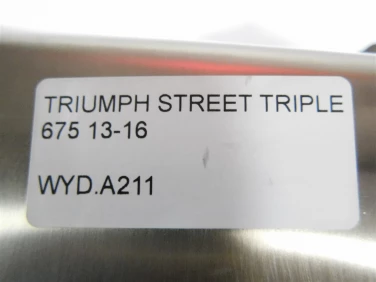 TRIUMPH STREET TRIPLE
675 13-16
WYD.A211